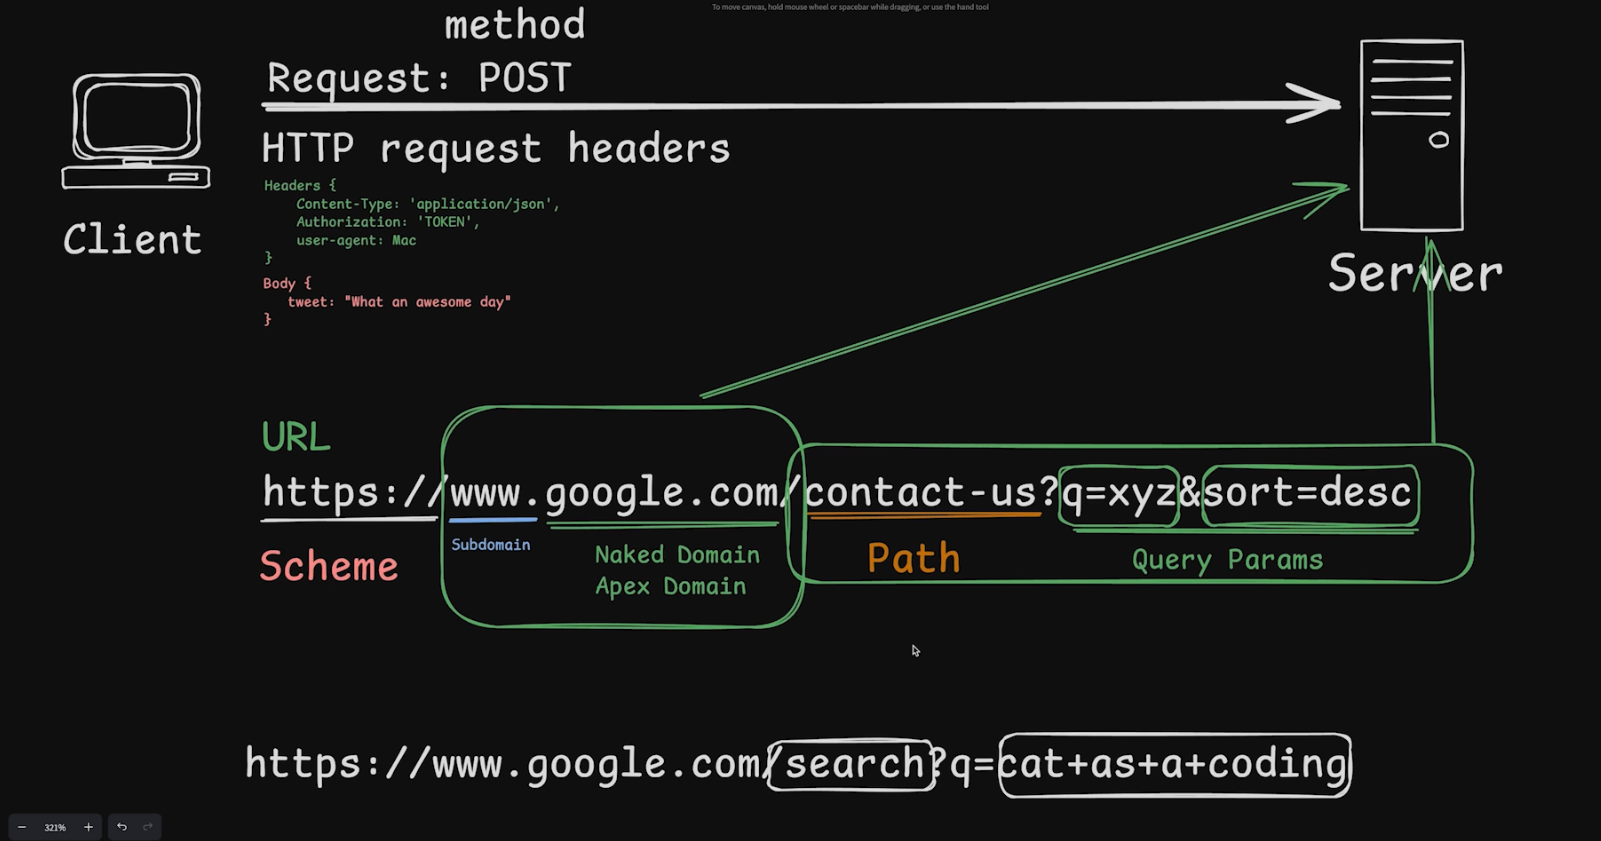 To move canvas, hold mouse wheel or spacebar while dragging, or use the hand tool
method
Request: POST
HTTP request headers
Headers {
Content-Type: 'application/json',
Authorization: 'TOKEN',
user-agent: Mac
}
Body {
tweet: "What an awesome day"
}
Client
Server
URL
https://www.google.com/contact-us?q=xyz&sort=desc
Scheme
Subdomain
Naked Domain
Apex Domain
Path
Query Params
https://www.google.com/search?q=cat+as+a+coding
321%